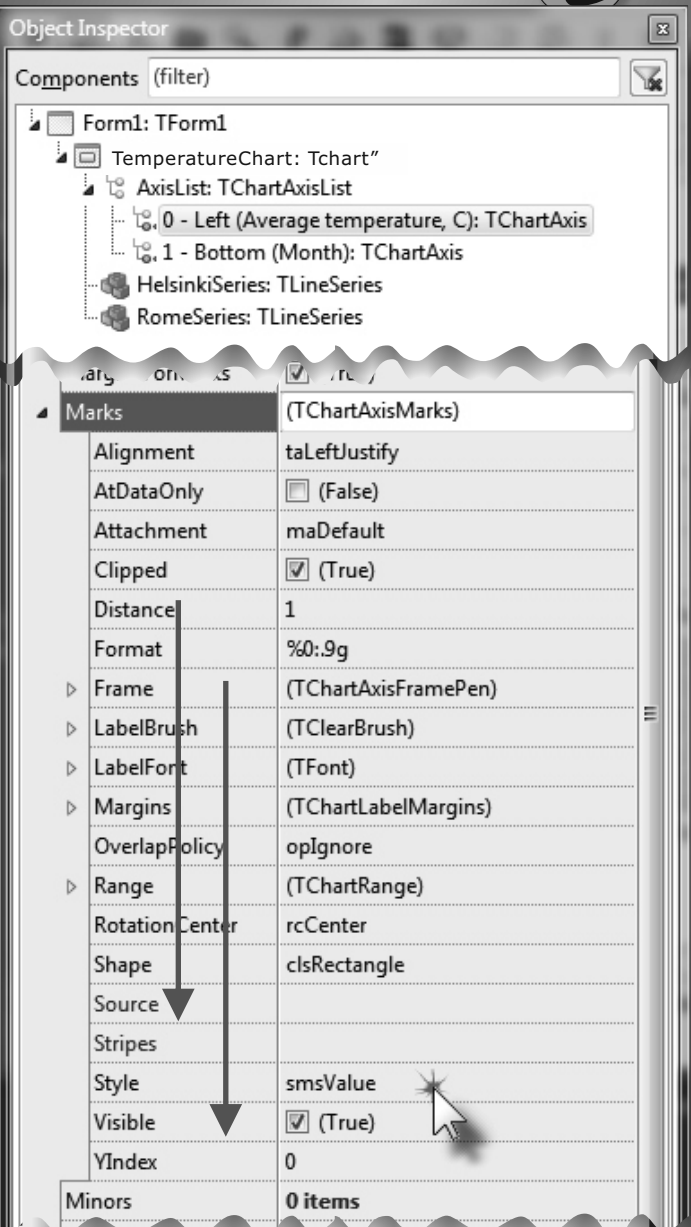 Object Inspector
Components (filter)
Form1: TForm1
TemperatureChart: Tchart”
AxisList: TChartAxisList
0 - Left (Average temperature, C): TChartAxis
1 - Bottom (Month): TChartAxis
HelsinkiSeries: TLineSeries
RomeSeries: TLineSeries
Marks (TChartAxisMarks)
Alignment taLeftJustify
AtDataOnly (False)
Attachment maDefault
Clipped (True)
Distance 1
Format %0:.9g
Frame (TChartAxisFramePen)
LabelBrush (TClearBrush)
LabelFont (TFont)
Margins (TChartLabelMargins)
OverlapPolicy opIgnore
Range (TChartRange)
RotationCenter rcCenter
Shape clsRectangle
Source
Stripes
Style smsValue
Visible (True)
YIndex 0
Minors 0 items